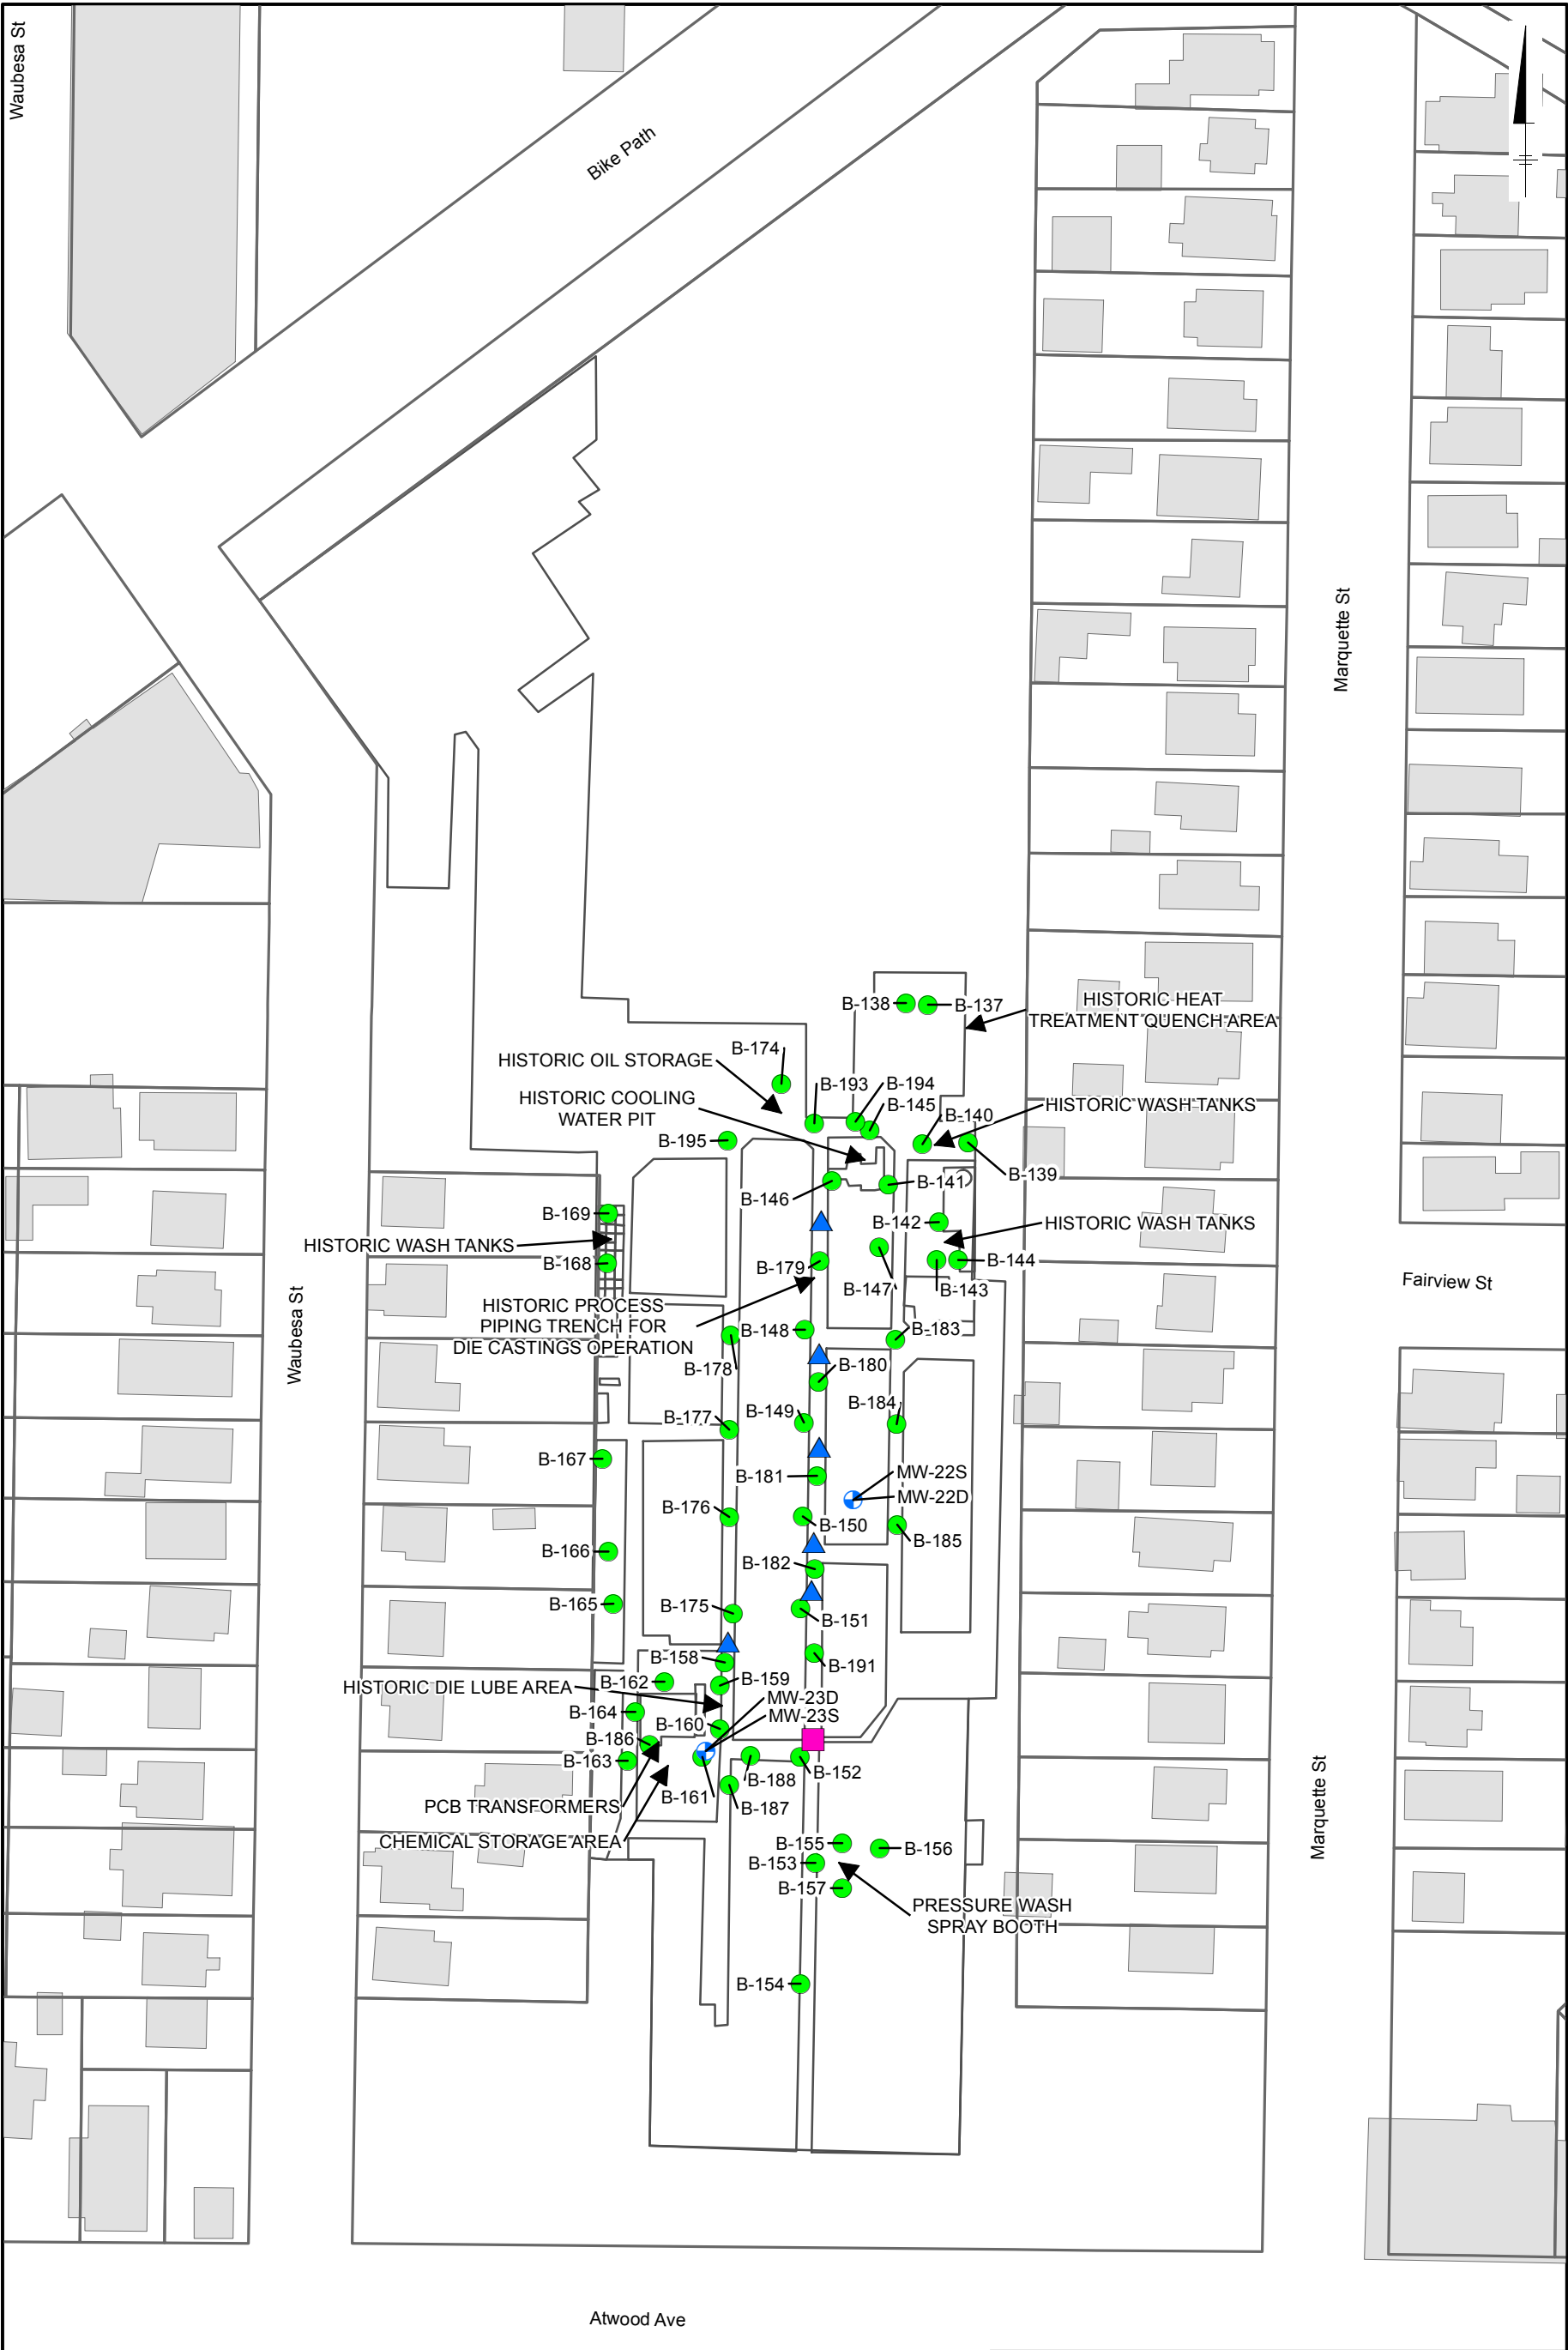 Waubesa St
Bike Path
Marquette St
B-138
B-137
HISTORIC HEAT
TREATMENT QUENCH AREA
B-174
HISTORIC OIL STORAGE
B-193
B-194
HISTORIC COOLING
WATER PIT
B-145
B-140
HISTORIC WASH TANKS
B-195
B-139
B-141
B-146
B-169
B-142
HISTORIC WASH TANKS
HISTORIC WASH TANKS
B-168
B-179
B-144
B-147
B-143
Fairview St
HISTORIC PROCESS
PIPING TRENCH FOR
DIE CASTINGS OPERATION
B-148
B-183
B-178
B-180
Waubesa St
B-184
B-149
B-177
B-167
B-181
MW-22S
MW-22D
B-176
B-150
B-185
B-166
B-182
B-165
B-175
B-151
B-158
B-191
B-162
B-159
HISTORIC DIE LUBE AREA
MW-23D
B-164
MW-23S
B-160
B-186
B-163
B-152
B-188
B-161
PCB TRANSFORMERS
B-187
Marquette St
CHEMICAL STORAGE AREA
B-155
B-156
B-153
B-157
PRESSURE WASH
SPRAY BOOTH
B-154
Atwood Ave